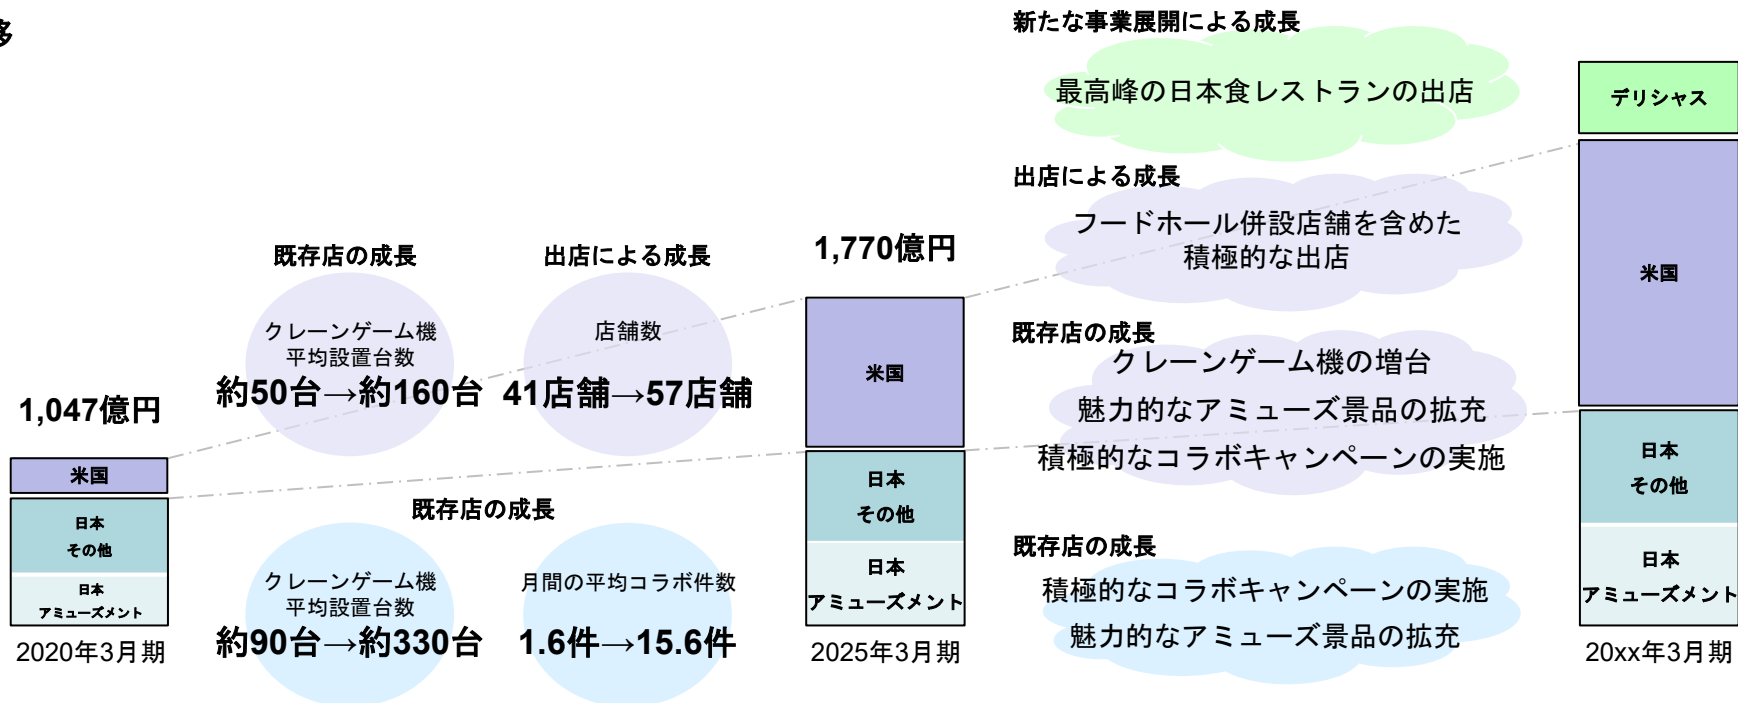 移
1,047億円
米国
日本
その他
日本
アミューズメント
2020年3月期
既存店の成長
クレーンゲーム機
平均設置台数
約50台→約160台
出店による成長
店舗数
41店舗→57店舗
既存店の成長
クレーンゲーム機
平均設置台数
約90台→約330台
月間の平均コラボ件数
1.6件→15.6件
1,770億円
米国
日本
その他
日本
アミューズメント
2025年3月期
新たな事業展開による成長
最高峰の日本食レストランの出店
出店による成長
フードホール併設店舗を含めた
積極的な出店
既存店の成長
クレーンゲーム機の増台
魅力的なアミューズ景品の拡充
積極的なコラボキャンペーンの実施
既存店の成長
積極的なコラボキャンペーンの実施
魅力的なアミューズ景品の拡充
デリシャス
米国
日本
その他
日本
アミューズメント
20xx年3月期